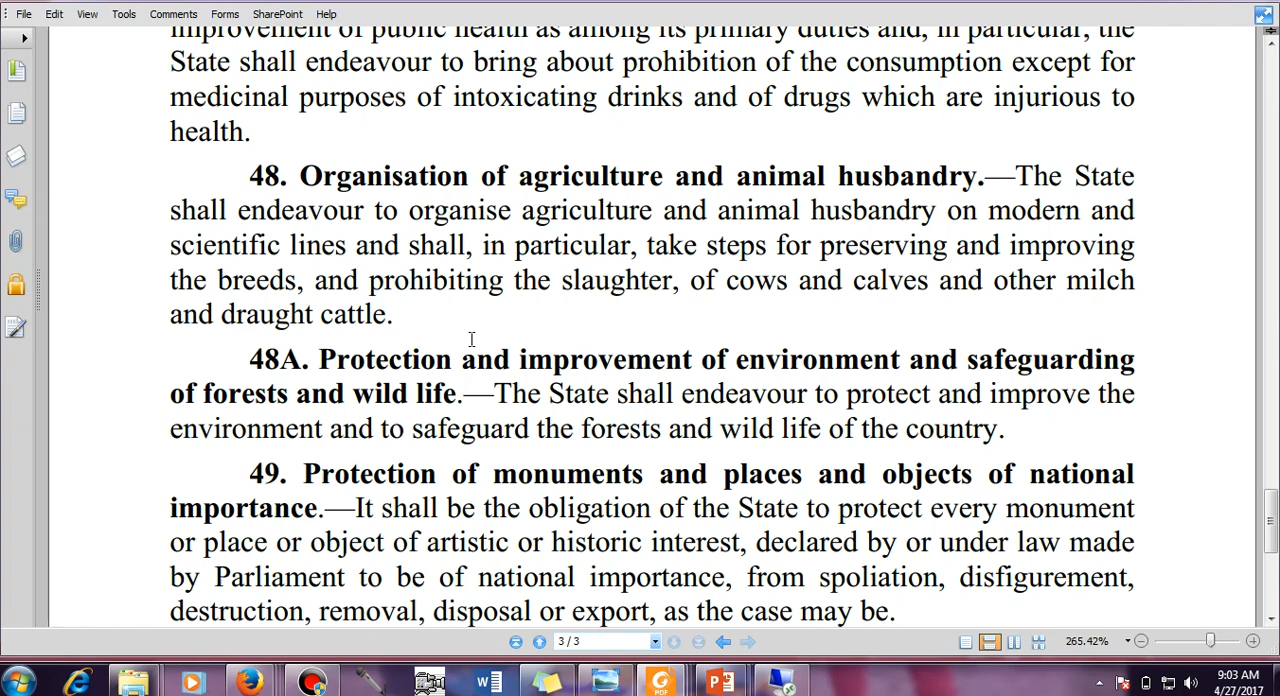 File Edit View Tools Comments Forms SharePoint Help
improvement of public health as among its primary duties and, in particular, the
State shall endeavour to bring about prohibition of the consumption except for
medicinal purposes of intoxicating drinks and of drugs which are injurious to
health.
48. Organisation of agriculture and animal husbandry.—The State
shall endeavour to organise agriculture and animal husbandry on modern and
scientific lines and shall, in particular, take steps for preserving and improving
the breeds, and prohibiting the slaughter, of cows and calves and other milch
and draught cattle.
48A. Protection and improvement of environment and safeguarding
of forests and wild life.—The State shall endeavour to protect and improve the
environment and to safeguard the forests and wild life of the country.
49. Protection of monuments and places and objects of national
importance.—It shall be the obligation of the State to protect every monument
or place or object of artistic or historic interest, declared by or under law made
by Parliament to be of national importance, from spoliation, disfigurement,
destruction, removal, disposal or export, as the case may be.
3 / 3
265.42%
PDF
9:03 AM
4/27/2017